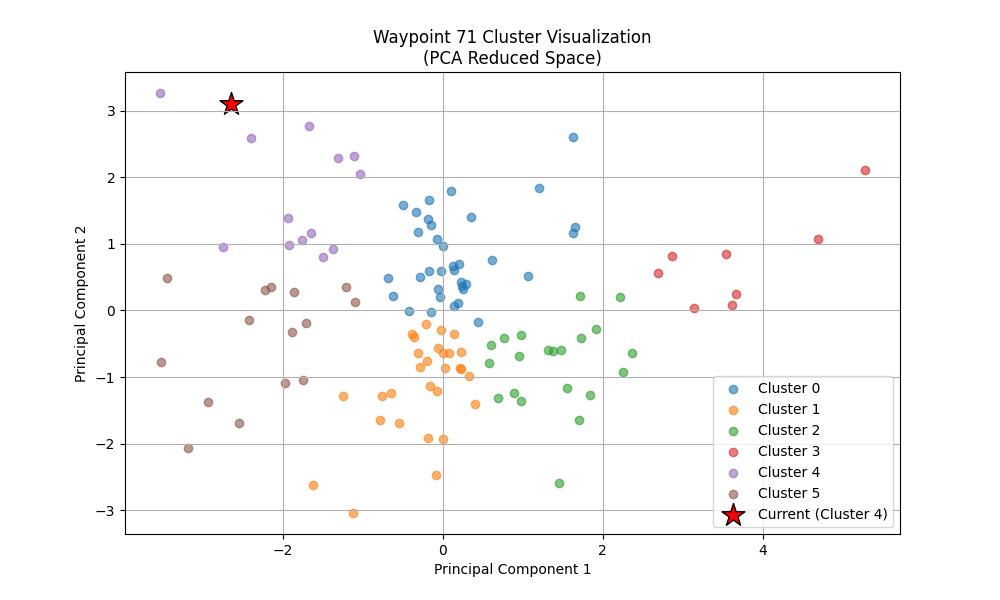 Waypoint 71 Cluster Visualization
(PCA Reduced Space)
Principal Component 2
3
2
1
0
−1
−2
−3
−2
0
2
4
Principal Component 1
Cluster 0
Cluster 1
Cluster 2
Cluster 3
Cluster 4
Cluster 5
Current (Cluster 4)